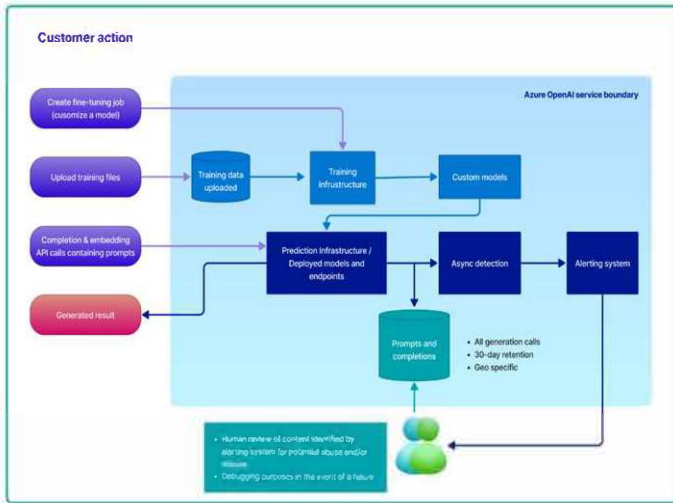 Customer action
Azure OpenAI service boundary
Create fine-tuning job
(cusomize a model)
Upload training files
Training data
uploaded
Training
Infrustructure
Custom models
Completion & embedding
API calls containing prompts
Prediction Infrastructure /
Deployed models and
endpoints
Async detection
Alerting system
Generated result
Prompts and
completions
• All generation calls
• 30-day retention
• Geo specific
• Human review of content identified by
alerting system for potential abuse and/or
• Debugging purposes in the event of a failure